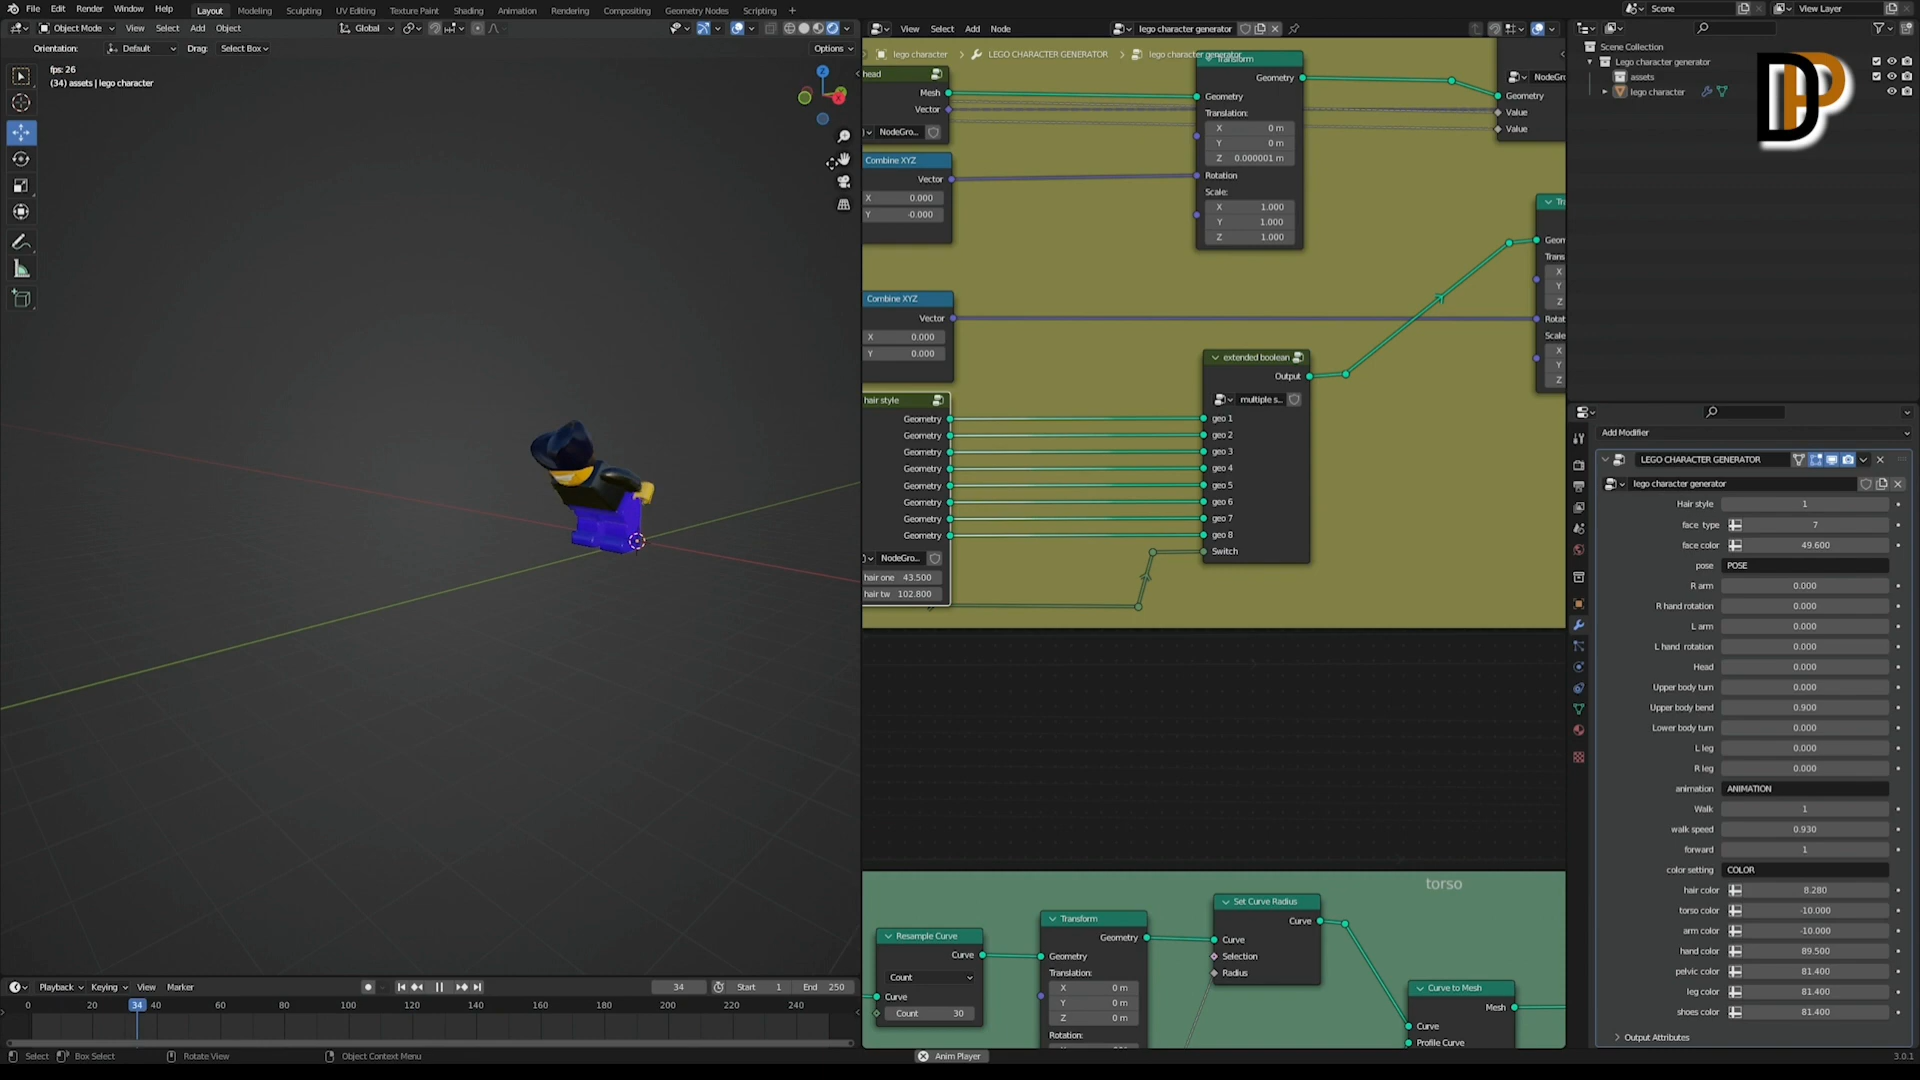 File Edit Render Window Help Layout Modeling Sculpting UV Editing Texture Paint Shading Animation Rendering Compositing Geometry Nodes Scripting + Scene View Layer
Object Mode View Select Add Object Global
Orientation: Default Drag: Select Box Options
fps: 26
(34) assets | lego character
View Select Add Node lego character generator
lego character LEGO CHARACTER GENERATOR lego character generator
head
Mesh
Vector
NodeGro...
Combine XYZ
Vector
X 0.000
Y -0.000
Combine XYZ
Vector
X 0.000
Y 0.000
hair style
Geometry
Geometry
Geometry
Geometry
Geometry
Geometry
Geometry
Geometry
NodeGro...
hair one 43.500
hair tw 102.800
Transform
Geometry
Geometry
Translation:
X 0 m
Y 0 m
Z 0.000001 m
Rotation
Scale:
X 1.000
Y 1.000
Z 1.000
extended boolean
Output
multiple s...
geo 1
geo 2
geo 3
geo 4
geo 5
geo 6
geo 7
geo 8
Switch
NodeGro
Geometry
Value
Value
Tra
Geom
Trans
X
Y
Z
Rotat
Scale
X
Y
Z
torso
Resample Curve
Curve
Count
Curve
Count 30
Transform
Geometry
Geometry
Translation:
X 0 m
Y 0 m
Z 0 m
Rotation:
Set Curve Radius
Curve
Curve
Selection
Radius
Curve to Mesh
Mesh
Curve
Profile Curve
Scene Collection
Lego character generator
assets
lego character
DP
Add Modifier
LEGO CHARACTER GENERATOR
lego character generator
Hair style 1
face type 7
face color 49.600
pose POSE
R arm 0.000
R hand rotation 0.000
L arm 0.000
L hand rotation 0.000
Head 0.000
Upper body turn 0.000
Upper body bend 0.900
Lower body turn 0.000
L leg 0.000
R leg 0.000
animation ANIMATION
Walk 1
walk speed 0.930
forward 1
color setting COLOR
hair color 8.280
torso color -10.000
arm color -10.000
hand color 89.500
pelvic color 81.400
leg color 81.400
shoes color 81.400
Output Attributes
Playback Keying View Marker 34 Start 1 End 250
0 20 34 40 60 80 100 120 140 160 180 200 220 240
Select Box Select Rotate View Object Context Menu Anim Player 3.0.1